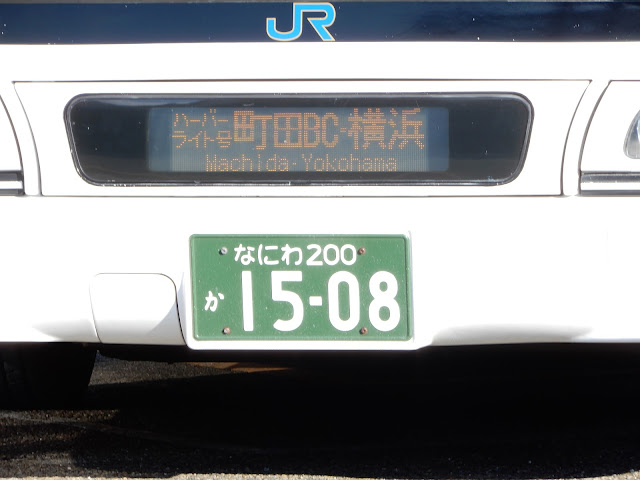 JR
ハーバー
ライト号
町田BC-横浜
Machida-Yokohama
なにわ200
か 15-08